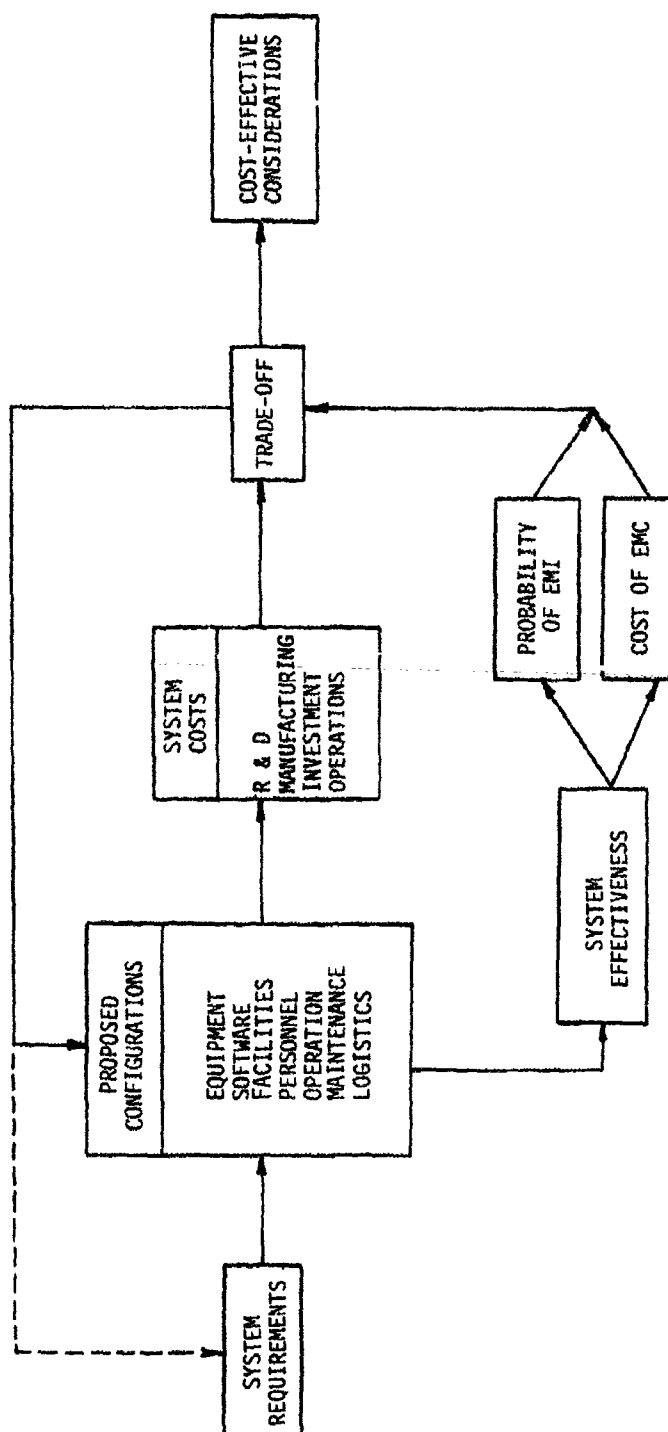 SYSTEM
REQUIREMENTS
PROPOSED
CONFIGURATIONS
EQUIPMENT
SOFTWARE
FACILITIES
PERSONNEL
OPERATION
MAINTENANCE
LOGISTICS
SYSTEM
COSTS
R & D
MANUFACTURING
INVESTMENT
OPERATIONS
TRADE-OFF
COST-EFFECTIVE
CONSIDERATIONS
SYSTEM
EFFECTIVENESS
PROBABILITY
OF EMI
COST OF EMC